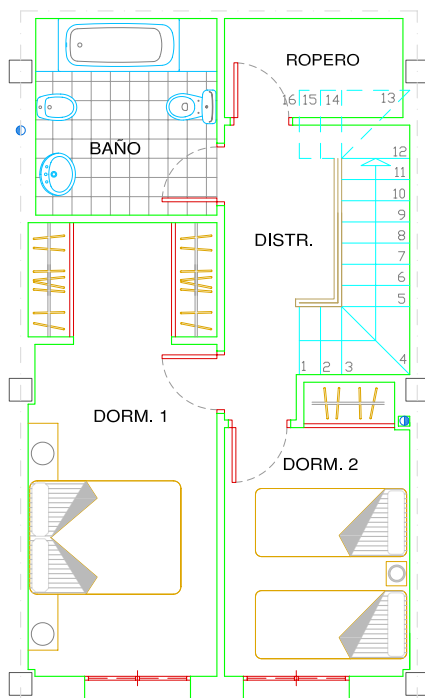 ROPERO
16 15 14 13
BAÑO
12
11
10
9
8
7
6
5
DISTR.
1 2 3 4
DORM. 1
DORM. 2